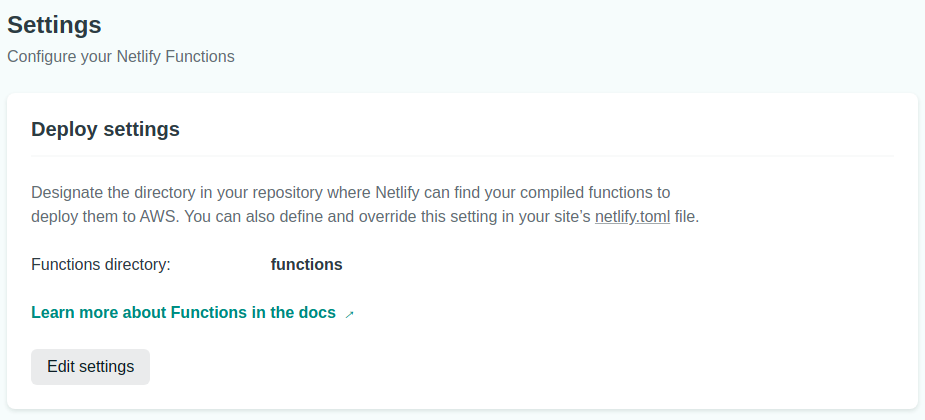 Settings
Configure your Netlify Functions
Deploy settings
Designate the directory in your repository where Netlify can find your compiled functions to
deploy them to AWS. You can also define and override this setting in your site’s netlify.toml file.
Functions directory: functions
Learn more about Functions in the docs →
Edit settings